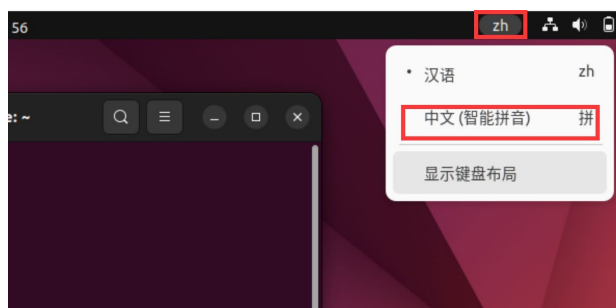 56
zh
e: ~
汉语 zh
中文 (智能拼音) 拼
显示键盘布局